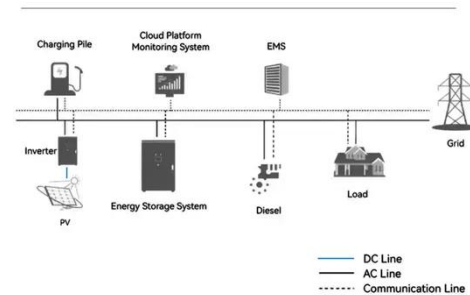 Cloud Platform
Monitoring System
Charging Pile
EMS
Inverter
Grid
PV
Energy Storage System
Diesel
Load
DC Line
AC Line
Communication Line